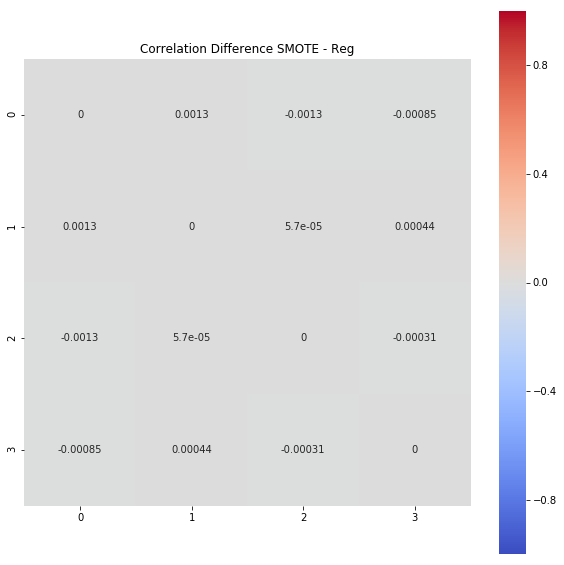 Correlation Difference SMOTE - Reg
0 0 0.0013 -0.0013 -0.00085
1 0.0013 0 5.7e-05 0.00044
2 -0.0013 5.7e-05 0 -0.00031
3 -0.00085 0.00044 -0.00031 0
0 1 2 3
0.8
0.4
0.0
−0.4
−0.8